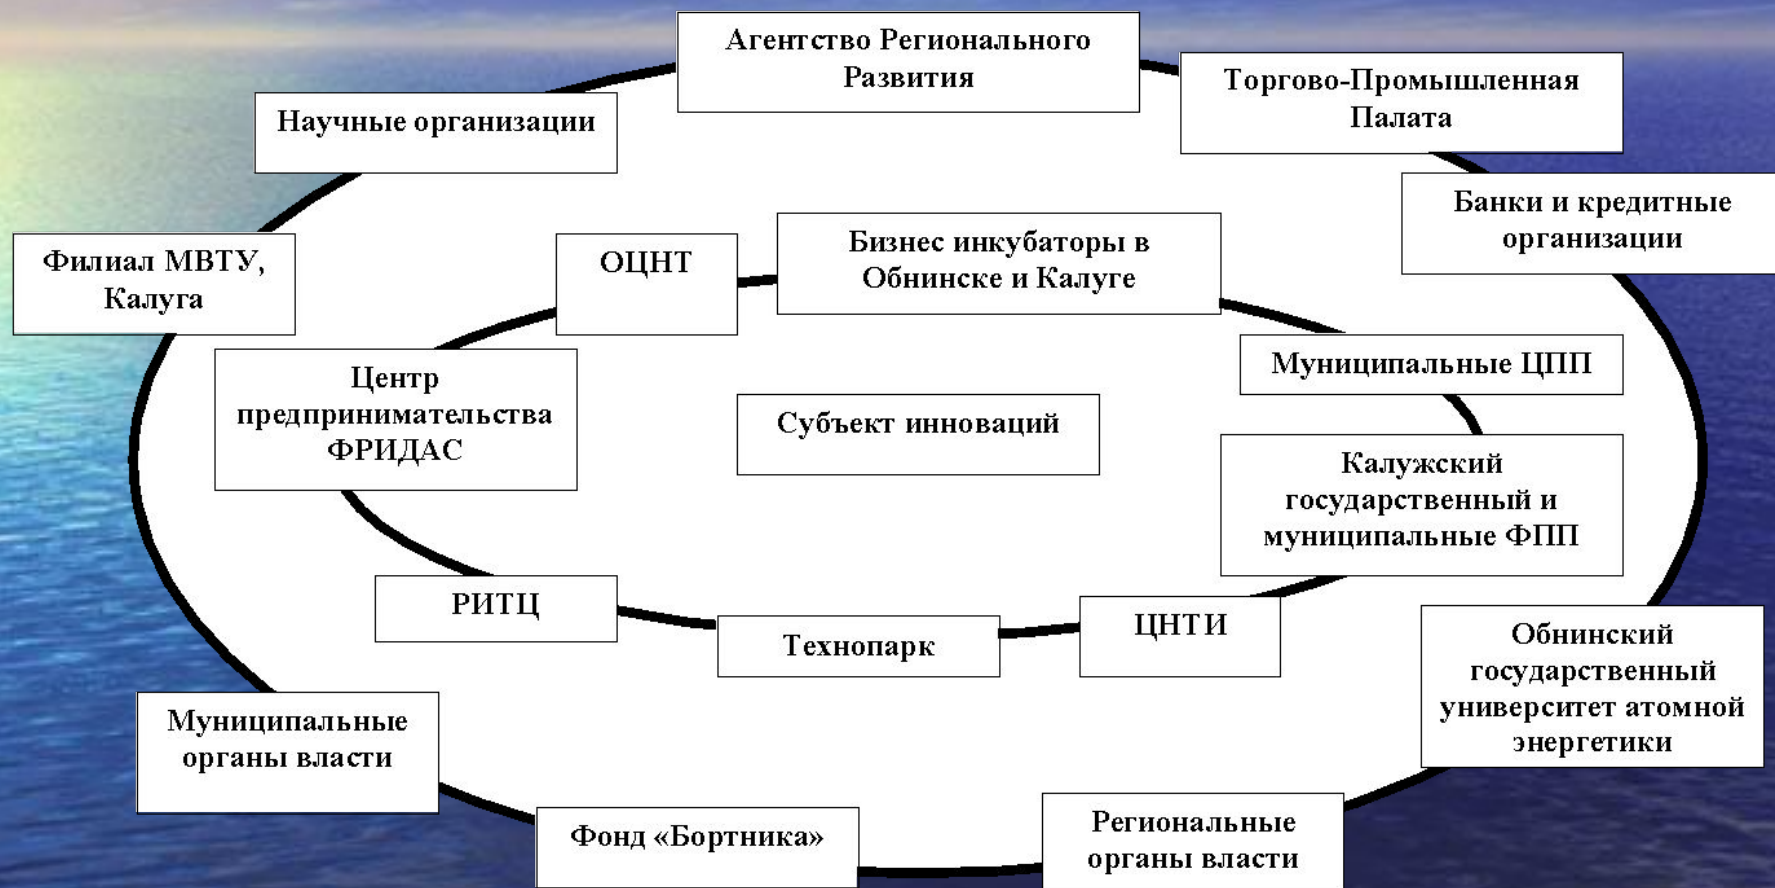 Агентство Регионального
Развития
Торгово-Промышленная
Палата
Научные организации
Банки и кредитные
организации
Филиал МВТУ,
Калуга
ОЦНТ
Бизнес инкубаторы в
Обнинске и Калуге
Муниципальные ЦПП
Центр
предпринимательства
ФРИДАС
Субъект инноваций
Калужский
государственный и
муниципальные ФПП
РИТЦ
Технопарк
ЦНТИ
Обнинский
государственный
университет атомной
энергетики
Муниципальные
органы власти
Фонд «Бортника»
Региональные
органы власти